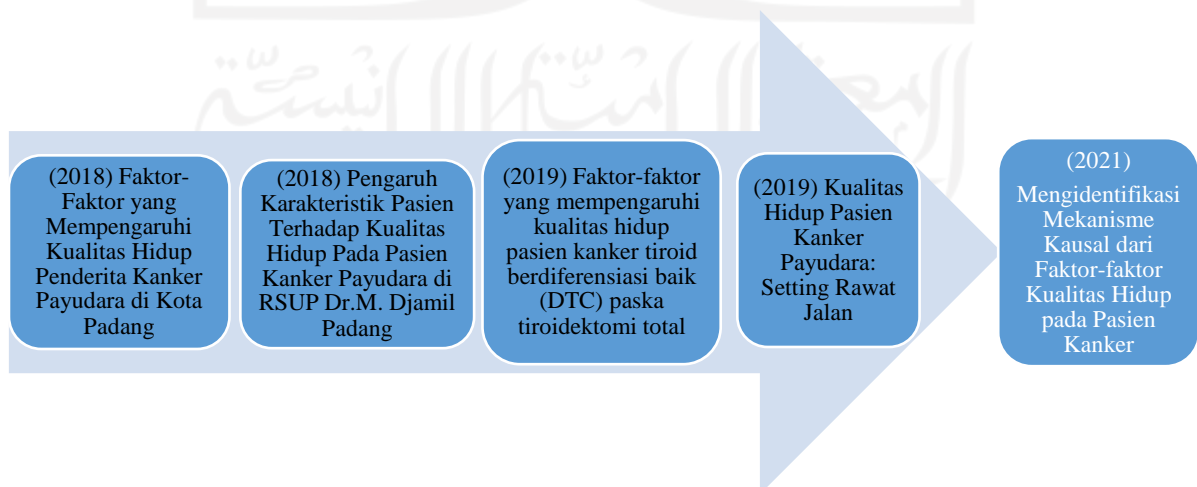 (2018) Faktor-
Faktor yang
Mempengaruhi
Kualitas Hidup
Penderita Kanker
Payudara di Kota
Padang
(2018) Pengaruh
Karakteristik Pasien
Terhadap Kualitas
Hidup Pada Pasien
Kanker Payudara di
RSUP Dr.M. Djamil
Padang
(2019) Faktor-faktor
yang mempengaruhi
kualitas hidup
pasien kanker tiroid
berdiferensiasi baik
(DTC) paska
tiroidektomi total
(2019) Kualitas
Hidup Pasien
Kanker
Payudara:
Setting Rawat
Jalan
(2021)
Mengidentifikasi
Mekanisme
Kausal dari
Faktor-faktor
Kualitas Hidup
pada Pasien
Kanker